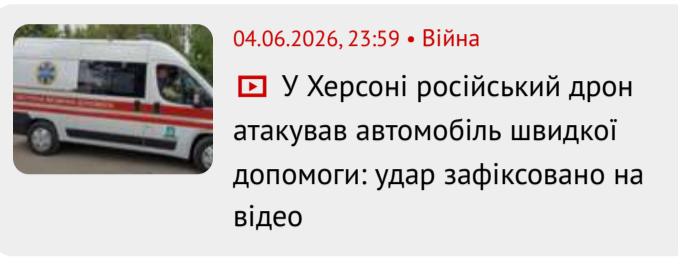 04.06.2026, 23:59 • Війна
У Херсоні російський дрон
атакував автомобіль швидкої
допомоги: удар зафіксовано на
відео